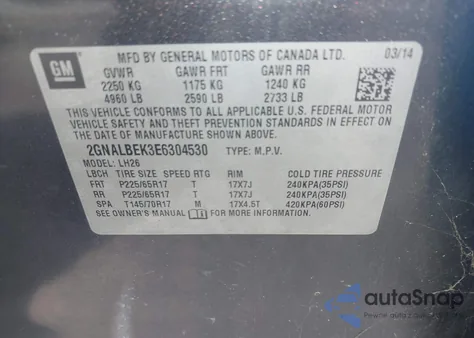 GM
MFD BY GENERAL MOTORS OF CANADA LTD. 03/14
GVWR GAWR FRT GAWR RR
2250 KG 1175 KG 1240 KG
4960 LB 2590 LB 2733 LB
THIS VEHICLE CONFORMS TO ALL APPLICABLE U.S. FEDERAL MOTOR
VEHICLE SAFETY AND THEFT PREVENTION STANDARDS IN EFFECT ON
THE DATE OF MANUFACTURE SHOWN ABOVE.
2GNALBEK3E6304530 TYPE: M.P.V.
MODEL: LH26
LBCH TIRE SIZE SPEED RTG RIM COLD TIRE PRESSURE
FRT P225/65R17 T 17X7J 240KPA(35PSI)
RR P225/65R17 T 17X7J 240KPA(35PSI)
SPA T145/70R17 M 17X4.5T 420KPA(60PSI)
SEE OWNER'S MANUAL FOR MORE INFORMATION.
autoSnap
Pewne auta z USA